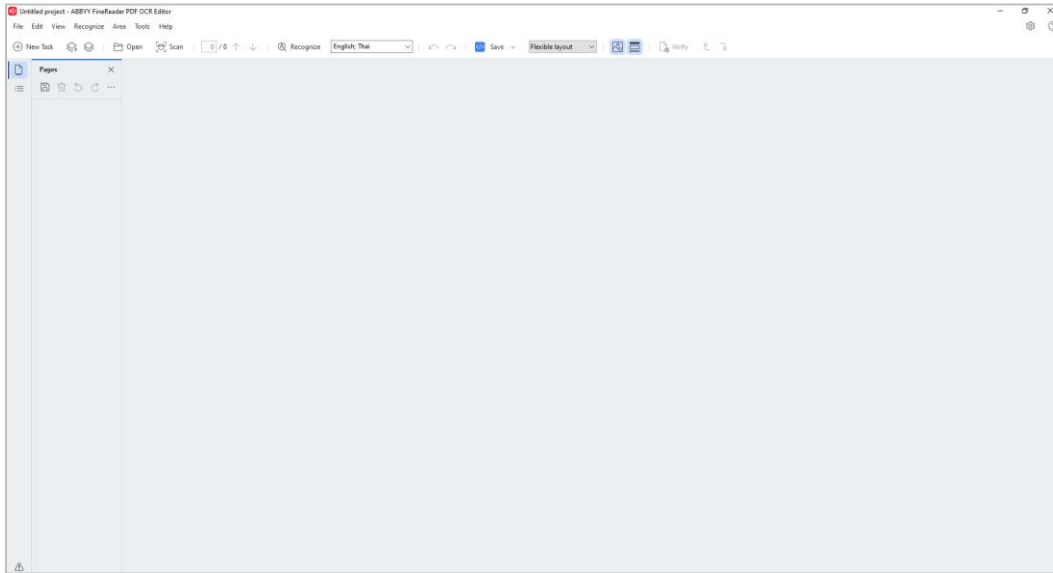 Untitled project - ABBYY FineReader PDF OCR Editor
File Edit View Recognize Area Tools Help
New Task Open Scan 0 / 0 Recognize English; Thai Save Flexible layout Verify
Pages